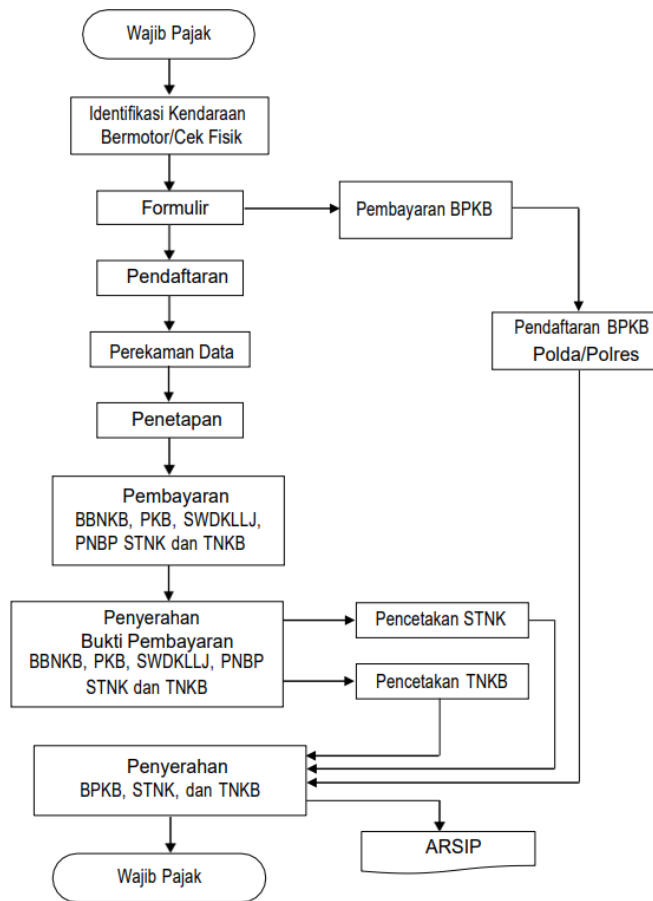 Wajib Pajak
Identifikasi Kendaraan
Bermotor/Cek Fisik
Formulir
Pembayaran BPKB
Pendaftaran
Pendaftaran BPKB
Polda/Polres
Perekaman Data
Penetapan
Pembayaran
BBNKB, PKB, SWDKLLJ,
PNBP STNK dan TNKB
Penyerahan
Bukti Pembayaran
BBNKB, PKB, SWDKLLJ, PNBP
STNK dan TNKB
Pencetakan STNK
Pencetakan TNKB
Penyerahan
BPKB, STNK, dan TNKB
ARSIP
Wajib Pajak